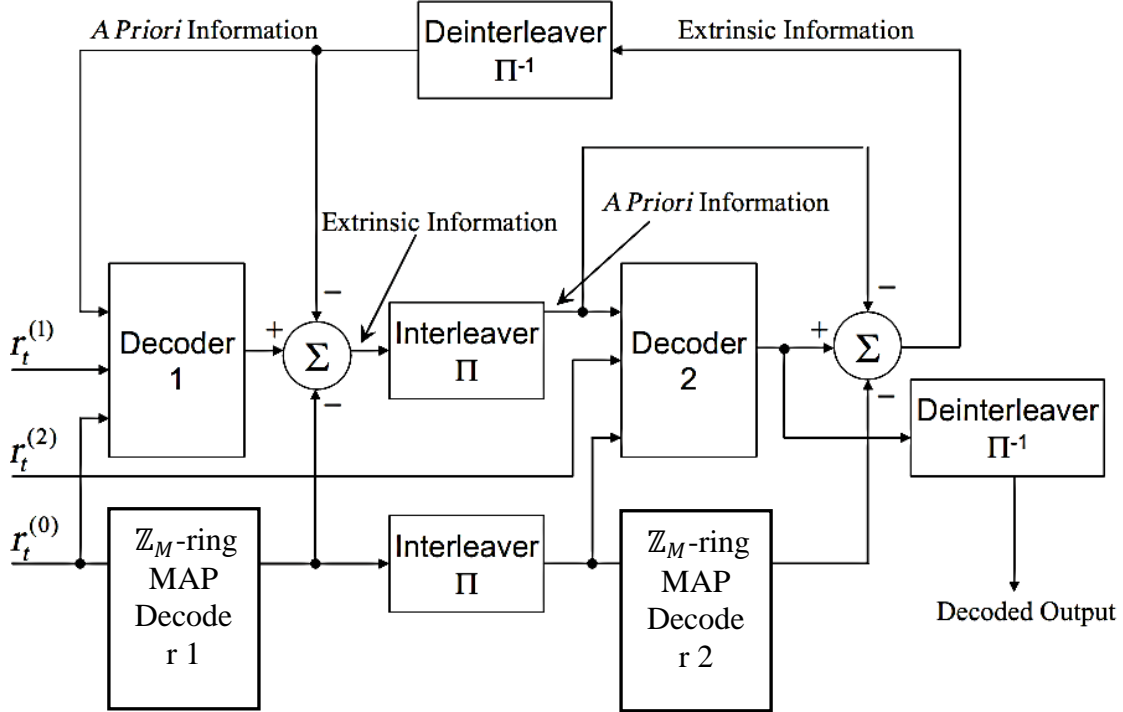 A Priori Information
Deinterleaver
Π⁻¹
Extrinsic Information
A Priori Information
Extrinsic Information
−
−
r_t^(1)
Decoder
1
+
Σ
Interleaver
Π
Decoder
2
+
Σ
−
−
Deinterleaver
Π⁻¹
r_t^(2)
r_t^(0)
ℤ_M-ring
MAP
Decode
r 1
Interleaver
Π
ℤ_M-ring
MAP
Decode
r 2
Decoded Output